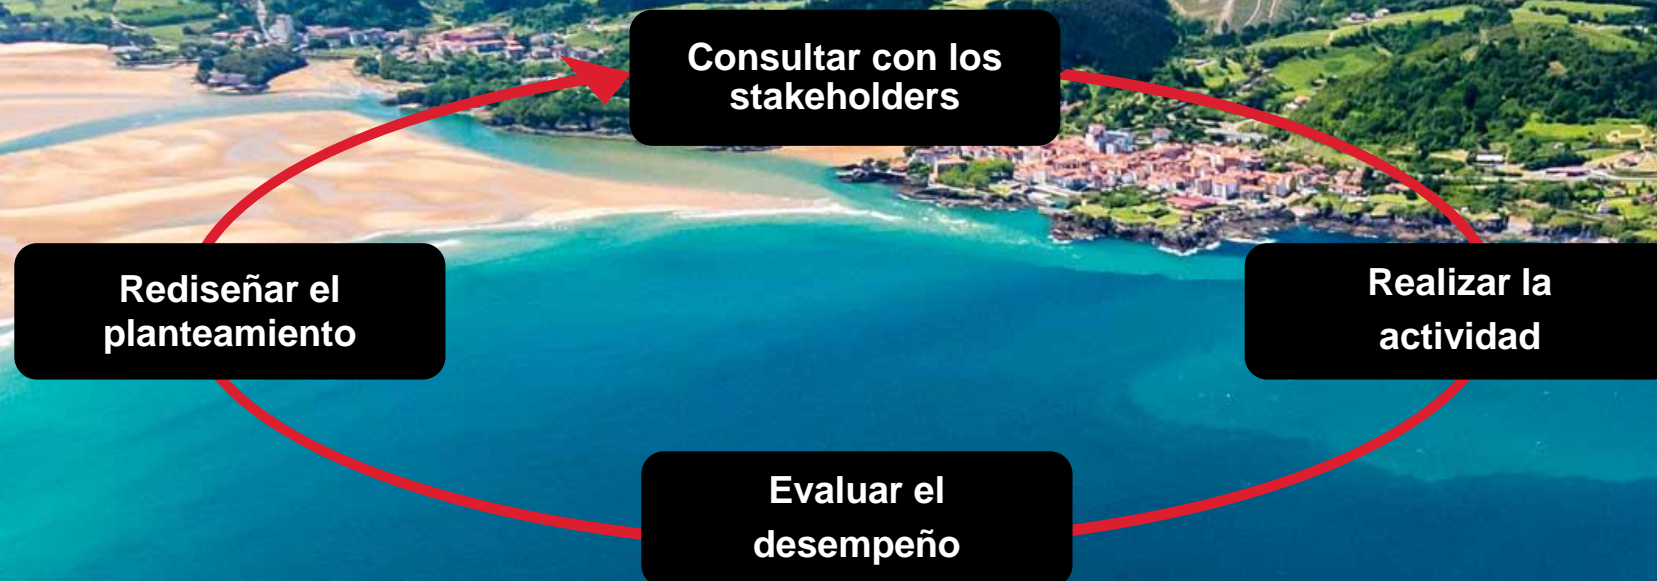 Consultar con los
stakeholders
Rediseñar el
planteamiento
Realizar la
actividad
Evaluar el
desempeño